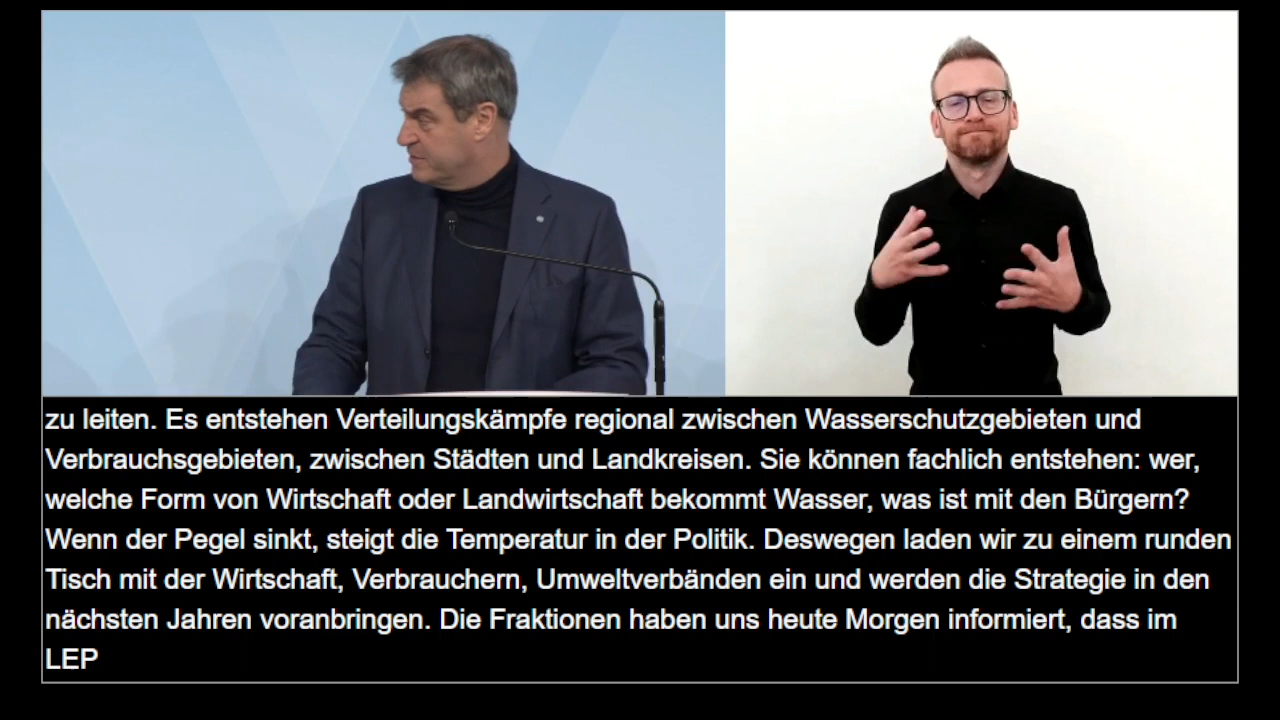 zu leiten. Es entstehen Verteilungskämpfe regional zwischen Wasserschutzgebieten und
Verbrauchsgebieten, zwischen Städten und Landkreisen. Sie können fachlich entstehen: wer,
welche Form von Wirtschaft oder Landwirtschaft bekommt Wasser, was ist mit den Bürgern?
Wenn der Pegel sinkt, steigt die Temperatur in der Politik. Deswegen laden wir zu einem runden
Tisch mit der Wirtschaft, Verbrauchern, Umweltverbänden ein und werden die Strategie in den
nächsten Jahren voranbringen. Die Fraktionen haben uns heute Morgen informiert, dass im
LEP